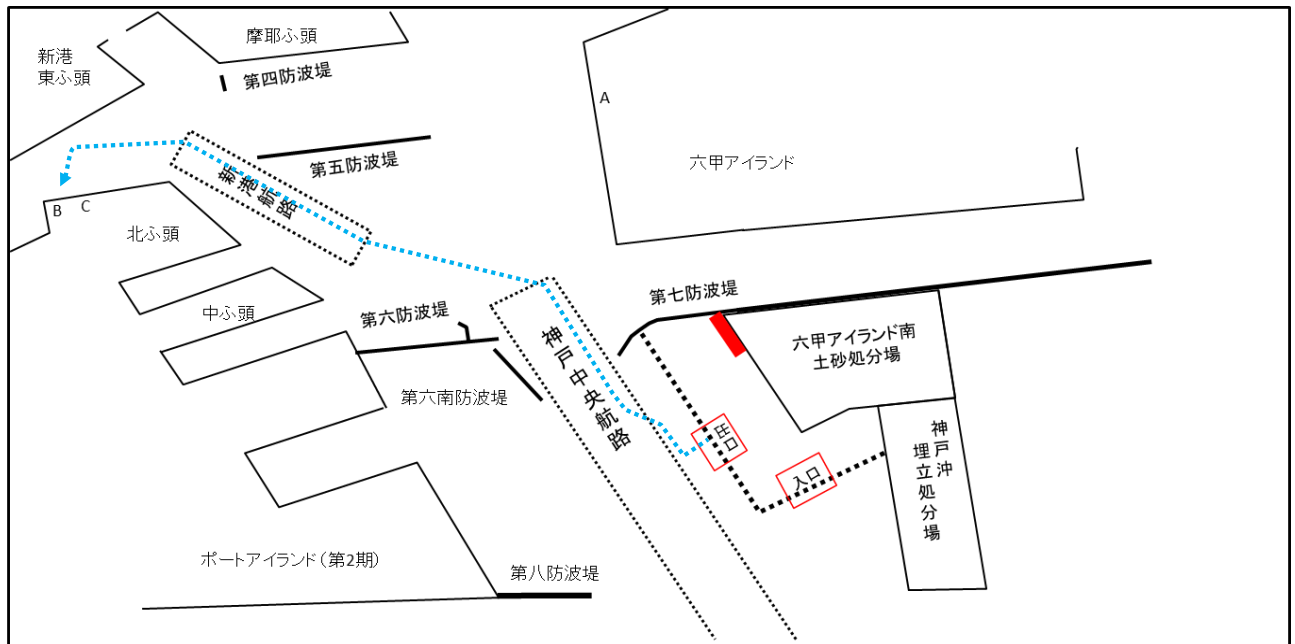 摩耶ふ頭
新港
東ふ頭
第四防波堤
A
第五防波堤
六甲アイランド
新港航路
B
C
北ふ頭
第七防波堤
中ふ頭
第六防波堤
神戸中央航路
六甲アイランド南
土砂処分場
第六南防波堤
出口
神戸沖
埋立処分場
入口
ポートアイランド(第2期)
第八防波堤